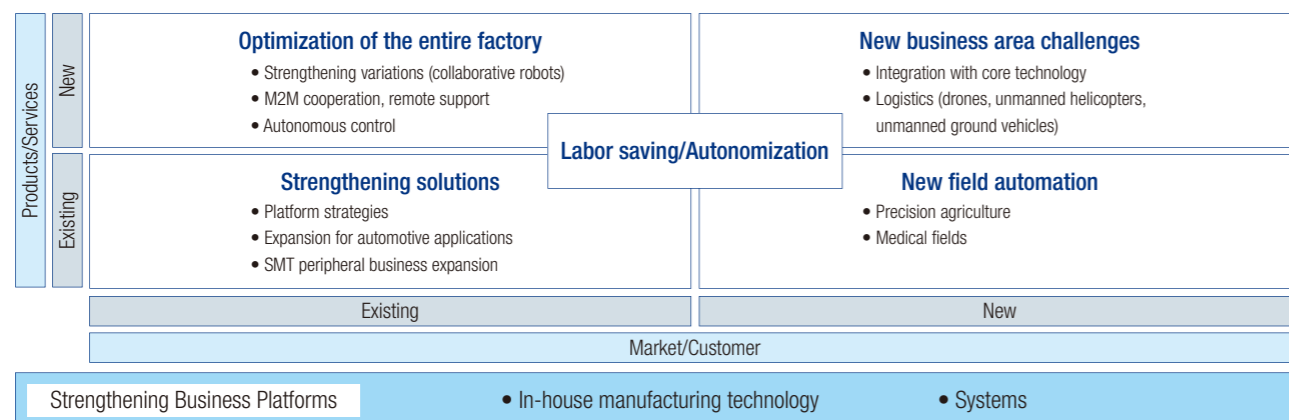 Products/Services
New
Optimization of the entire factory
• Strengthening variations (collaborative robots)
• M2M cooperation, remote support
• Autonomous control
New business area challenges
• Integration with core technology
• Logistics (drones, unmanned helicopters,
unmanned ground vehicles)
Labor saving/Autonomization
Existing
Strengthening solutions
• Platform strategies
• Expansion for automotive applications
• SMT peripheral business expansion
New field automation
• Precision agriculture
• Medical fields
Existing
New
Market/Customer
Strengthening Business Platforms
• In-house manufacturing technology
• Systems